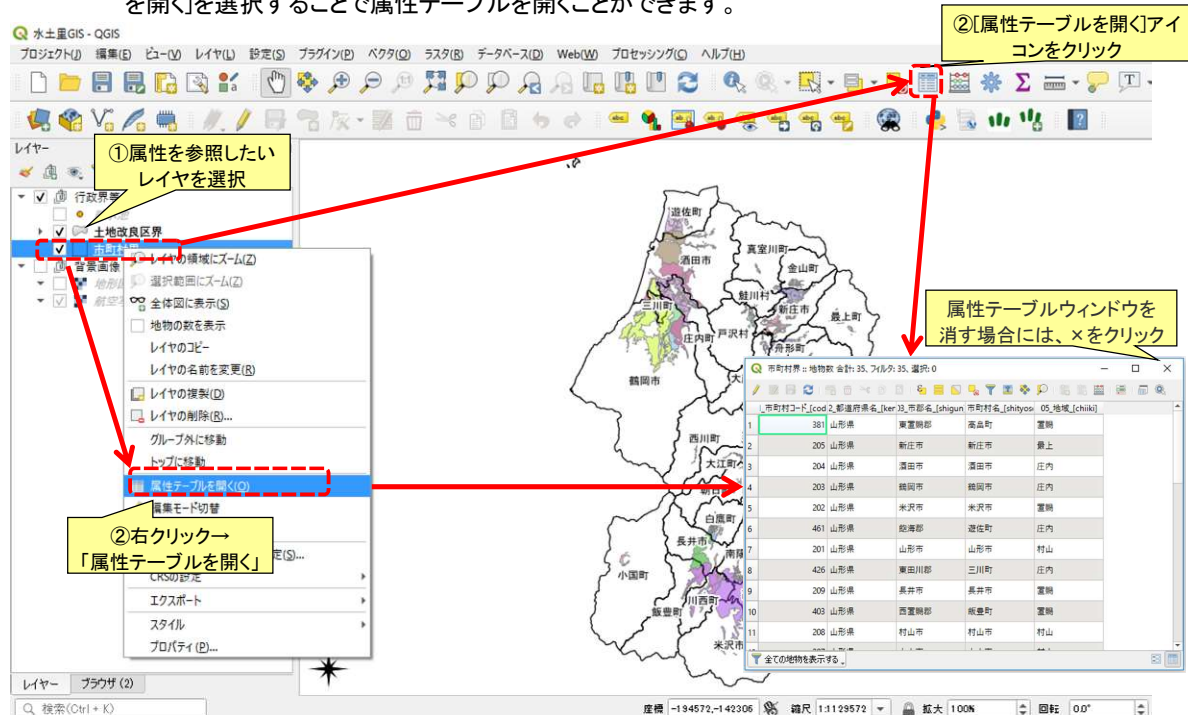 を開く」を選択することで属性テーブルを開くことができます。
水土里GIS - QGIS
プロジェクト(J) 編集(E) ビュー(V) レイヤ(L) 設定(S) プラグイン(P) ベクタ(O) ラスタ(R) データベース(D) Web(W) プロセッシング(C) ヘルプ(H)
②[属性テーブルを開く]アイ
コンをクリック
レイヤー
①属性を参照したい
レイヤを選択
行政界等
土地改良区界
市町村界
背景画像
レイヤの領域にズーム(Z)
選択範囲にズーム(Z)
全体図に表示(S)
地物の数を表示
レイヤのコピー
レイヤの名前を変更(R)
レイヤの複製(D)
レイヤの削除(R)...
グループ外に移動
トップに移動
属性テーブルを開く(O)
編集モード切替
②右クリック→
「属性テーブルを開く」
定(S)...
CRSの設定
エクスポート
スタイル
プロパティ(P)...
遊佐町
酒田市
真室川町
金山町
鮭川村
新庄市
最上町
三川町
庄内町
戸沢村
舟形町
鶴岡市
西川町
大江町
朝日町
白鷹町
長井市
南陽
小国町
飯豊町
川西町
米沢市
属性テーブルウィンドウを
消す場合には、×をクリック
市町村界 :: 地物数 合計: 35, フィルタ: 35, 選択: 0
_市町村コード_[cod 2_都道府県名_[ker 03_市郡名_[shigun 市町村名_[shityos 05_地域_[chiiki]
1 381 山形県 東置賜郡 高畠町 置賜
2 205 山形県 新庄市 新庄市 最上
3 204 山形県 酒田市 酒田市 庄内
4 203 山形県 鶴岡市 鶴岡市 庄内
5 202 山形県 米沢市 米沢市 置賜
6 461 山形県 飽海郡 遊佐町 庄内
7 201 山形県 山形市 山形市 村山
8 426 山形県 東田川郡 三川町 庄内
9 209 山形県 長井市 長井市 置賜
10 403 山形県 西置賜郡 飯豊町 置賜
11 208 山形県 村山市 村山市 村山
全ての地物を表示する
レイヤー ブラウザ (2)
検索(Ctrl + K)
座標 -194572,-142306 縮尺 1:1129572 拡大 100% 回転 0.0°